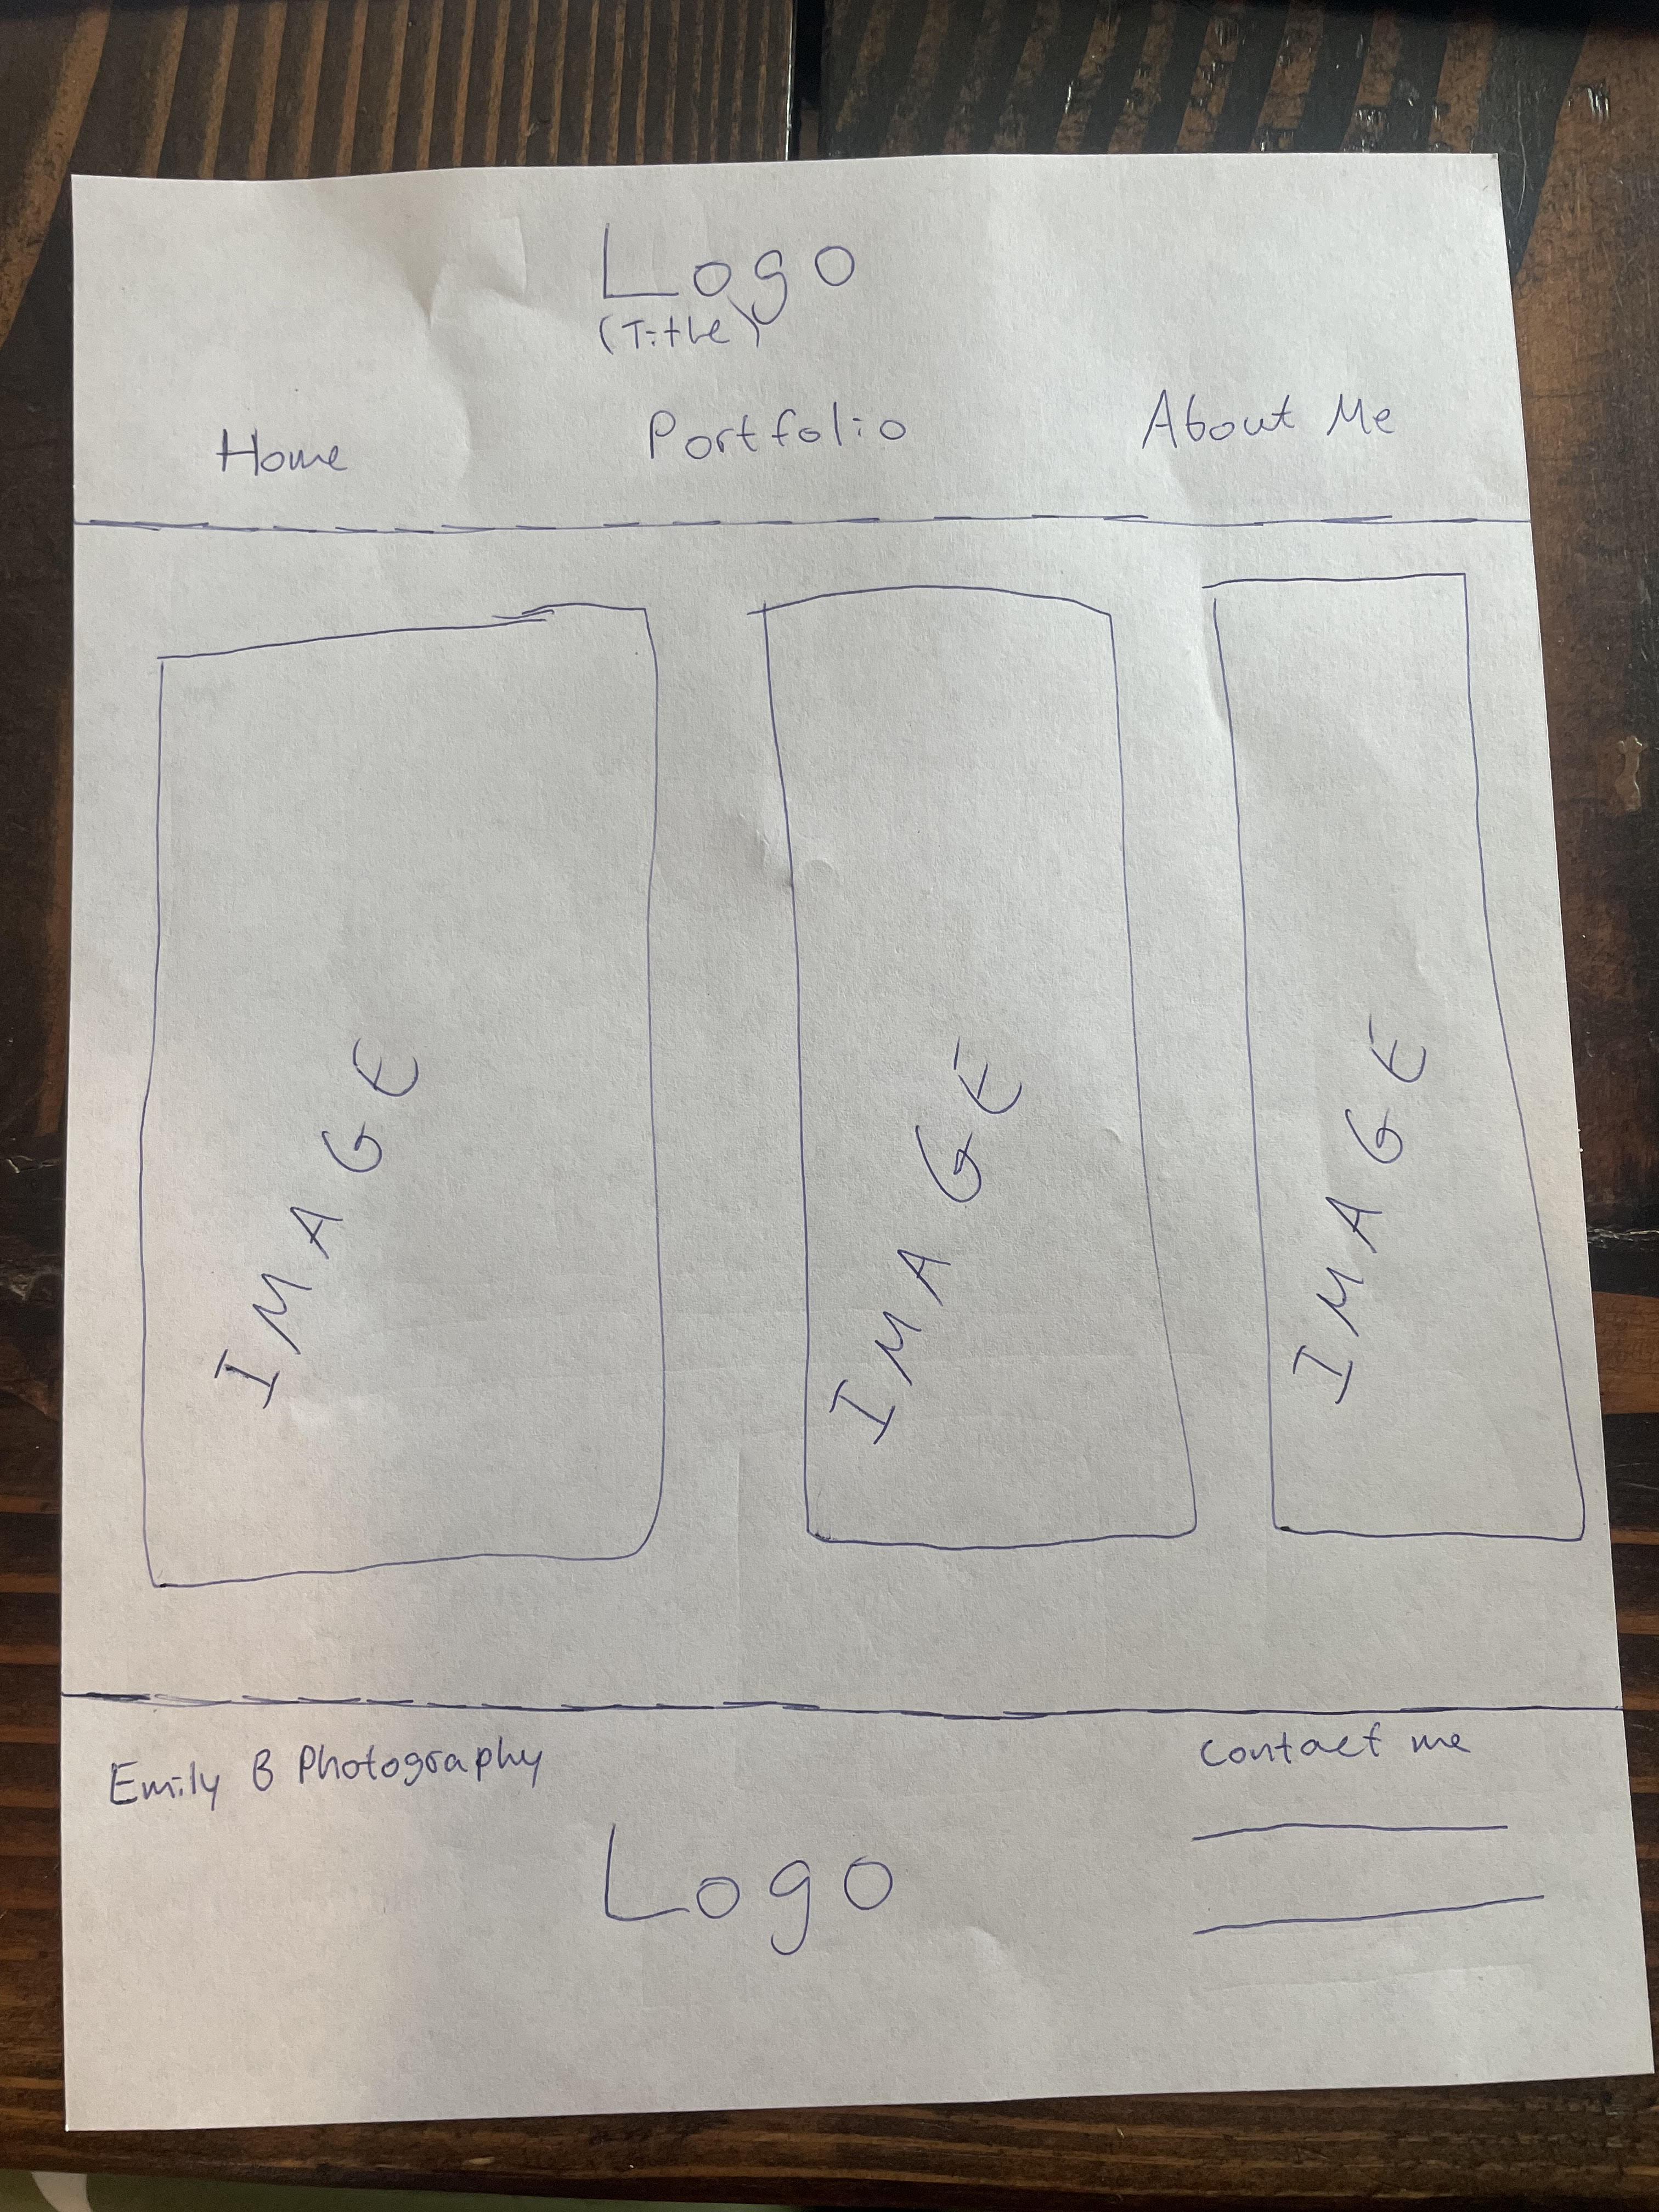 Logo
(Title)
Home Portfolio About Me
IMAGE
IMAGE
IMAGE
Emily B Photography
contact me
Logo